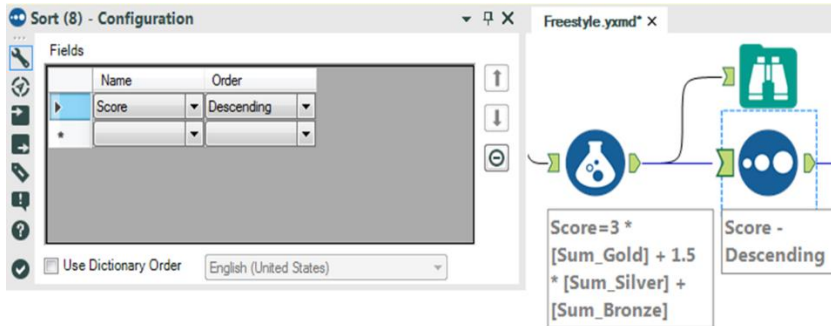 Sort (8) - Configuration
Freestyle.yxmd* X
Fields
Name Order
Score Descending
*
Use Dictionary Order English (United States)
Score=3 *
[Sum_Gold] + 1.5
* [Sum_Silver] +
[Sum_Bronze]
Score -
Descending